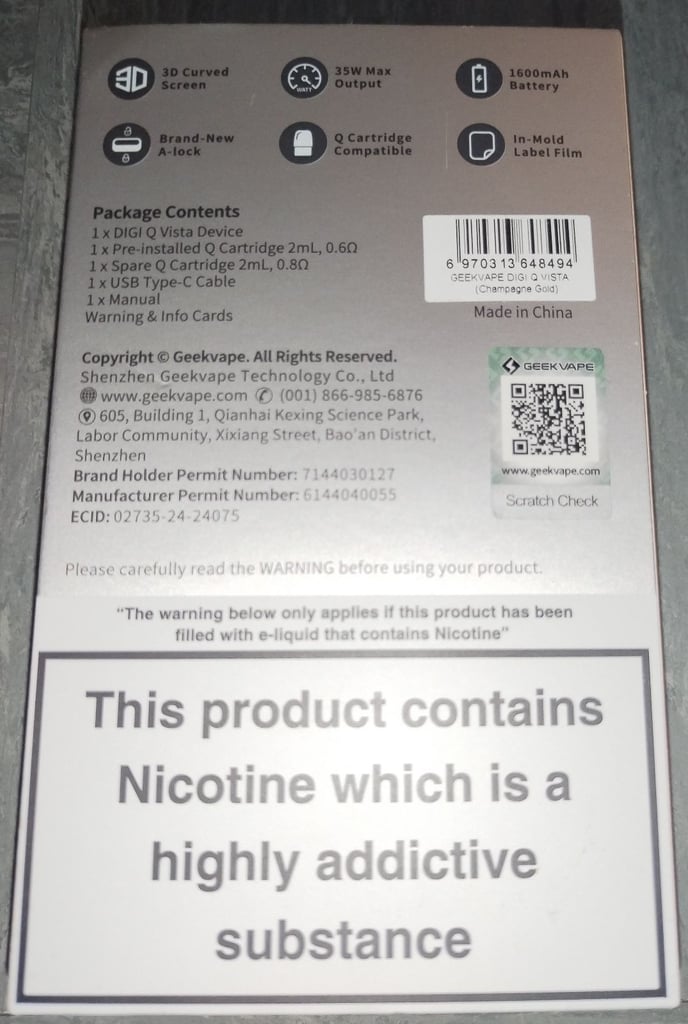 3D
3D Curved
Screen
WATT
35W Max
Output
1600mAh
Battery
Brand-New
A-lock
Q Cartridge
Compatible
In-Mold
Label Film
Package Contents
1 x DIGI Q Vista Device
1 x Pre-installed Q Cartridge 2mL, 0.6Ω
1 x Spare Q Cartridge 2mL, 0.8Ω
1 x USB Type-C Cable
1 x Manual
Warning & Info Cards
6 970313 648494
GEEKVAPE DIGI Q VISTA
(Champagne Gold)
Made in China
Copyright © Geekvape. All Rights Reserved.
Shenzhen Geekvape Technology Co., Ltd
www.geekvape.com (001) 866-985-6876
605, Building 1, Qianhai Kexing Science Park,
Labor Community, Xixiang Street, Bao'an District,
Shenzhen
Brand Holder Permit Number: 7144030127
Manufacturer Permit Number: 6144040055
ECID: 02735-24-24075
GEEKVAPE
www.geekvape.com
Scratch Check
Please carefully read the WARNING before using your product.
"The warning below only applies if this product has been
filled with e-liquid that contains Nicotine"
This product contains
Nicotine which is a
highly addictive
substance